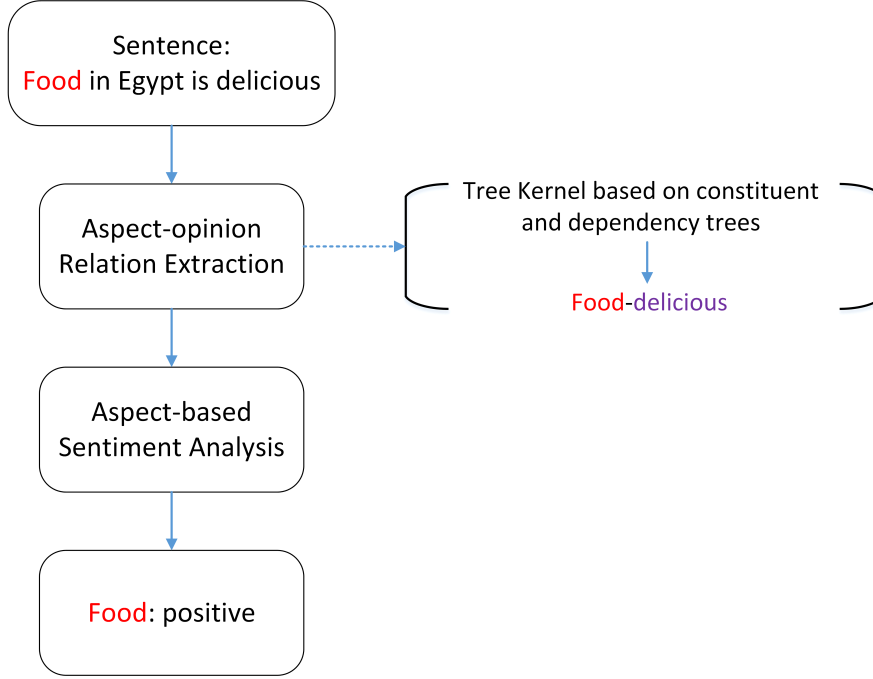 Sentence:
Food in Egypt is delicious
Aspect-opinion
Relation Extraction
Tree Kernel based on constituent
and dependency trees
Food-delicious
Aspect-based
Sentiment Analysis
Food: positive